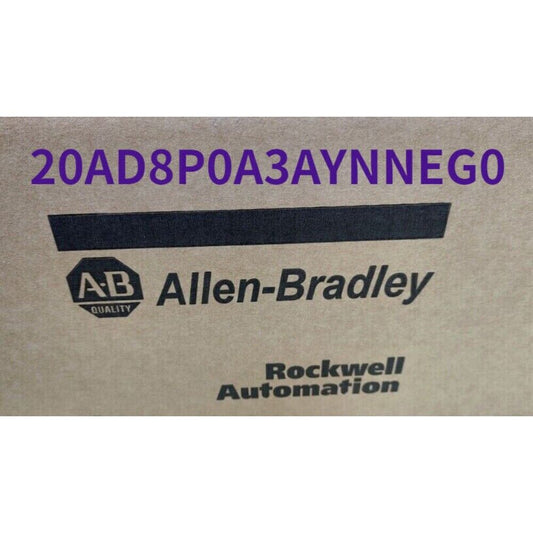 20AD8P0A3AYNNEG0
A-B
QUALITY
Allen-Bradley
Rockwell
Automation